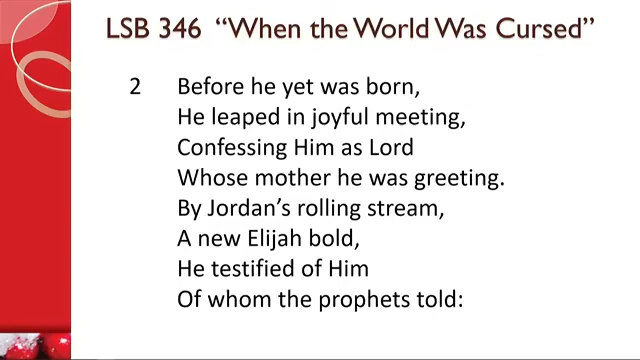 LSB 346 “When the World Was Cursed”
2 Before he yet was born,
He leaped in joyful meeting,
Confessing Him as Lord
Whose mother he was greeting.
By Jordan’s rolling stream,
A new Elijah bold,
He testified of Him
Of whom the prophets told: